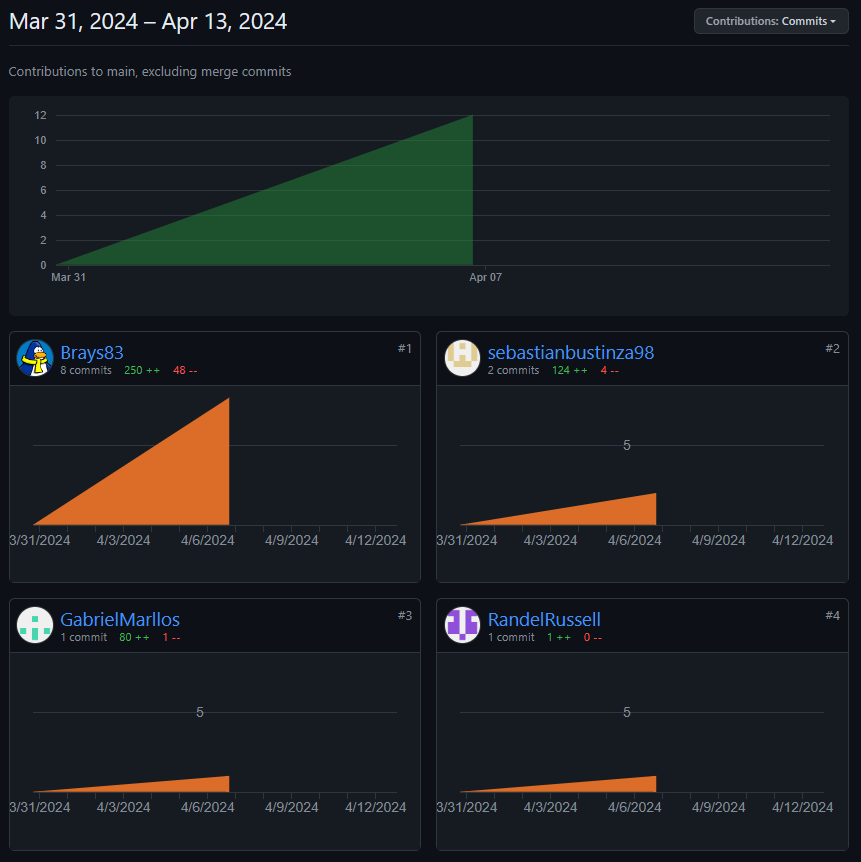 Mar 31, 2024 – Apr 13, 2024
Contributions: Commits
Contributions to main, excluding merge commits
12
10
8
6
4
2
0
Mar 31 Apr 07
Brays83 #1
8 commits 250 ++ 48 --
3/31/2024 4/3/2024 4/6/2024 4/9/2024 4/12/2024
sebastianbustinza98 #2
2 commits 124 ++ 4 --
5
3/31/2024 4/3/2024 4/6/2024 4/9/2024 4/12/2024
GabrielMarllos #3
1 commit 80 ++ 1 --
5
3/31/2024 4/3/2024 4/6/2024 4/9/2024 4/12/2024
RandelRussell #4
1 commit 1 ++ 0 --
5
3/31/2024 4/3/2024 4/6/2024 4/9/2024 4/12/2024